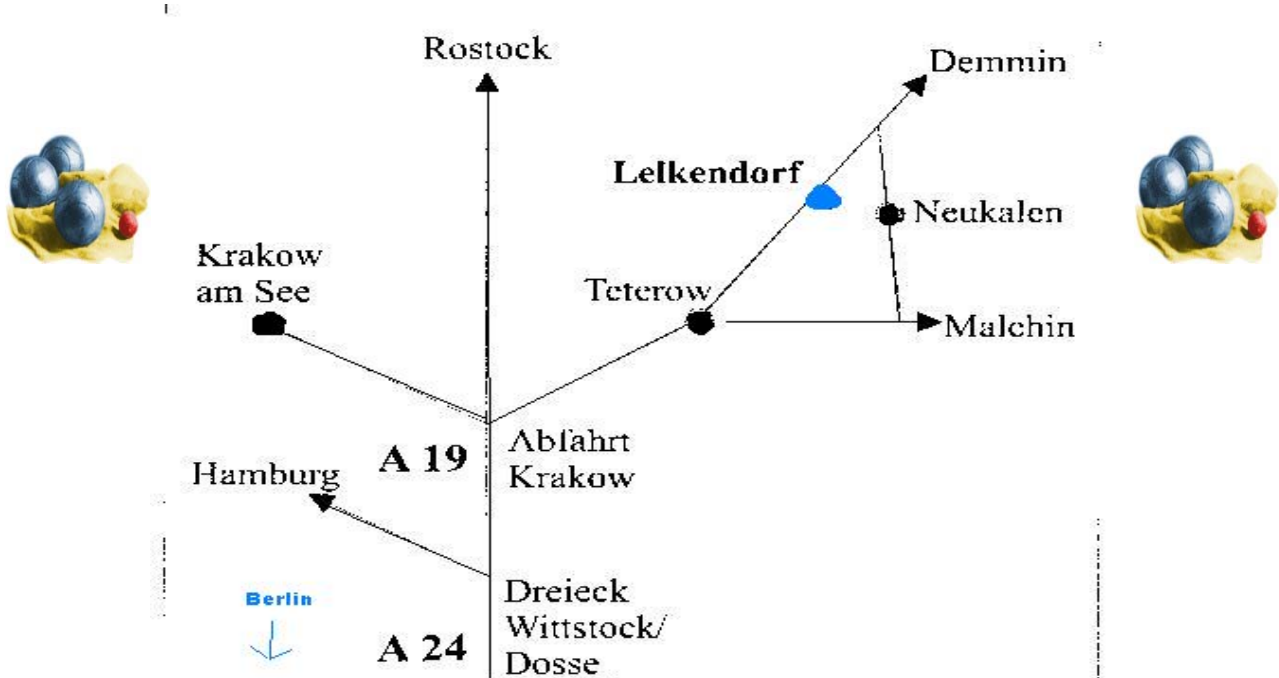 Rostock
Demmin
Lelkendorf
Neukalen
Krakow
am See
Teterow
Malchin
A 19
Abfahrt
Krakow
Hamburg
Berlin
Dreieck
Wittstock/
Dosse
A 24